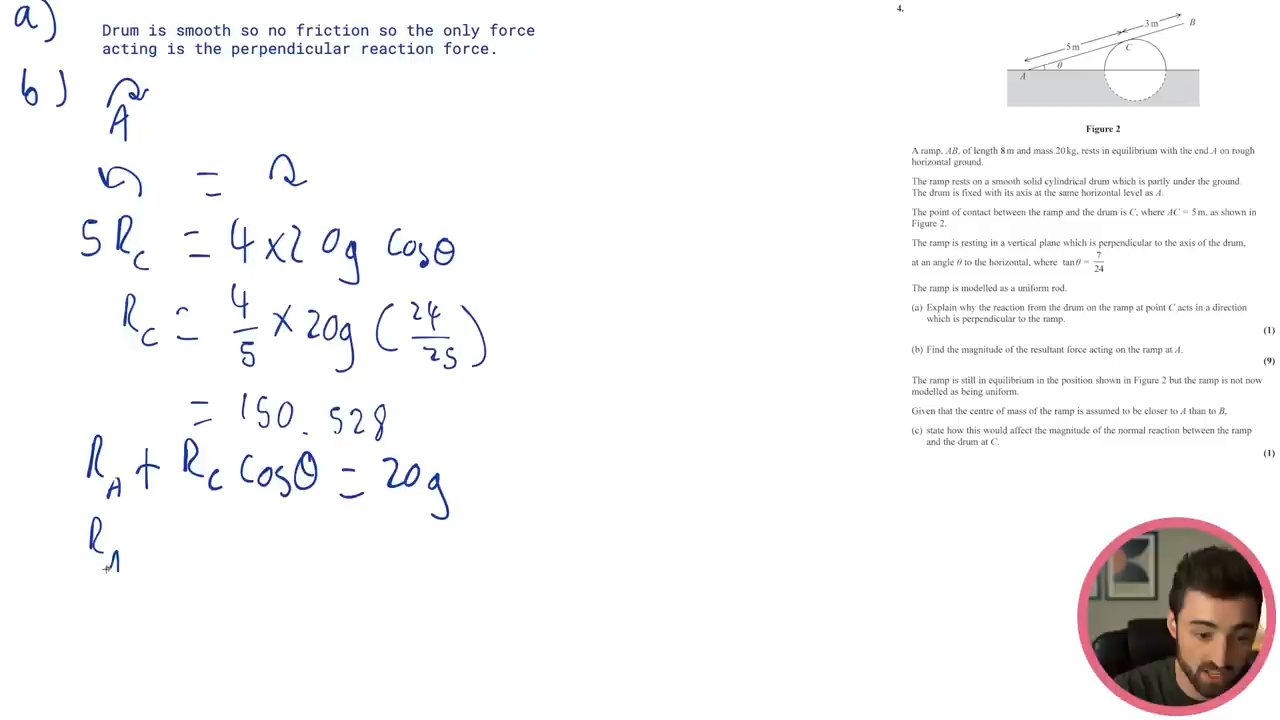 a)
Drum is smooth so no friction so the only force
acting is the perpendicular reaction force.
b)
A
=
5R_C = 4×20g cosθ
R_C = 4/5 × 20g (24/25)
= 150.528
R_A + R_C cosθ = 20g
R_A
4.
3 m
B
5 m
C
θ
A
Figure 2
A ramp, AB, of length 8 m and mass 20 kg, rests in equilibrium with the end A on rough
horizontal ground.
The ramp rests on a smooth solid cylindrical drum which is partly under the ground.
The drum is fixed with its axis at the same horizontal level as A.
The point of contact between the ramp and the drum is C, where AC = 5 m, as shown in
Figure 2.
The ramp is resting in a vertical plane which is perpendicular to the axis of the drum,
at an angle θ to the horizontal, where tan θ = 7/24
The ramp is modelled as a uniform rod.
(a) Explain why the reaction from the drum on the ramp at point C acts in a direction
which is perpendicular to the ramp.
(1)
(b) Find the magnitude of the resultant force acting on the ramp at A.
(9)
The ramp is still in equilibrium in the position shown in Figure 2 but the ramp is not now
modelled as being uniform.
Given that the centre of mass of the ramp is assumed to be closer to A than to B,
(c) state how this would affect the magnitude of the normal reaction between the ramp
and the drum at C.
(1)